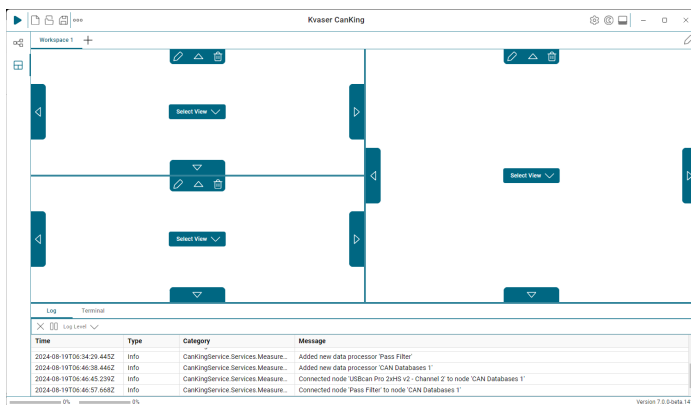 Kvaser CanKing
Workspace 1
Select View
Select View
Select View
Log Terminal
Log Level
Time Type Category Message
2024-08-19T06:34:29.445Z Info CanKingService.Services.Measure... Added new data processor 'Pass Filter'
2024-08-19T06:46:38.446Z Info CanKingService.Services.Measure... Added new data processor 'CAN Databases 1'
2024-08-19T06:46:45.239Z Info CanKingService.Services.Measure... Connected node 'USBcan Pro 2xHS v2 - Channel 2' to node 'CAN Databases 1'
2024-08-19T06:46:57.668Z Info CanKingService.Services.Measure... Connected node 'Pass Filter' to node 'CAN Databases 1'
0% 0% Version 7.0.0-beta.14